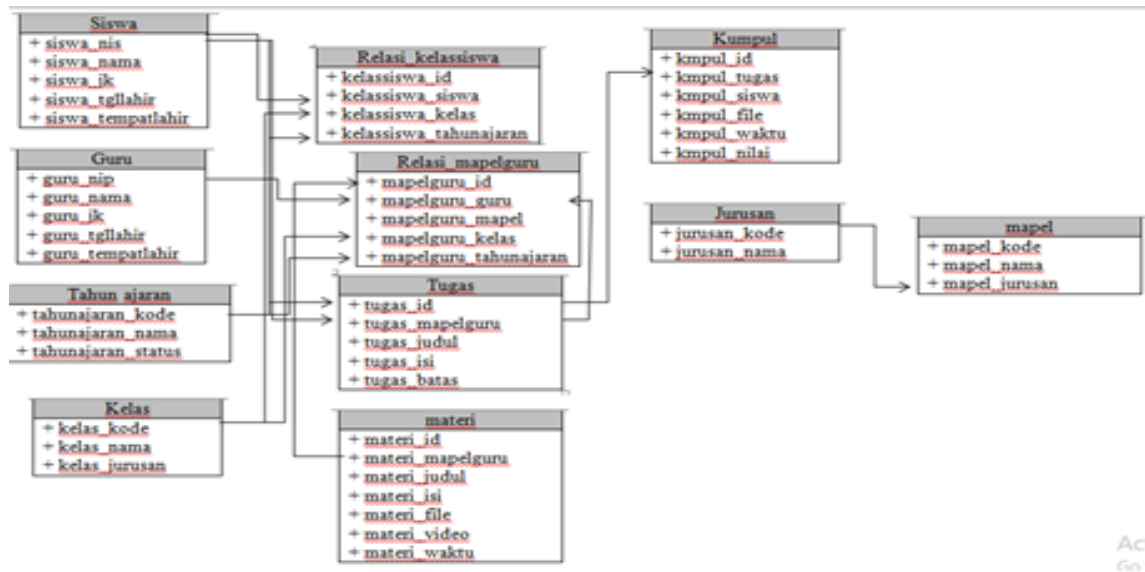 Siswa
+ siswa_nis
+ siswa_nama
+ siswa_jk
+ siswa_tgllahir
+ siswa_tempatlahir
Guru
+ guru_nip
+ guru_nama
+ guru_jk
+ guru_tgllahir
+ guru_tempatlahir
Tahun ajaran
+ tahunajaran_kode
+ tahunajaran_nama
+ tahunajaran_status
Kelas
+ kelas_kode
+ kelas_nama
+ kelas_jurusan
Relasi_kelassiswa
+ kelassiswa_id
+ kelassiswa_siswa
+ kelassiswa_kelas
+ kelassiswa_tahunajaran
Relasi_mapelguru
+ mapelguru_id
+ mapelguru_guru
+ mapelguru_mapel
+ mapelguru_kelas
+ mapelguru_tahunajaran
Tugas
+ tugas_id
+ tugas_mapelguru
+ tugas_judul
+ tugas_isi
+ tugas_batas
materi
+ materi_id
+ materi_mapelguru
+ materi_judul
+ materi_isi
+ materi_file
+ materi_video
+ materi_waktu
Kumpul
+ kmpul_id
+ kmpul_tugas
+ kmpul_siswa
+ kmpul_file
+ kmpul_waktu
+ kmpul_nilai
Jurusan
+ jurusan_kode
+ jurusan_nama
mapel
+ mapel_kode
+ mapel_nama
+ mapel_jurusan
Ac
Go